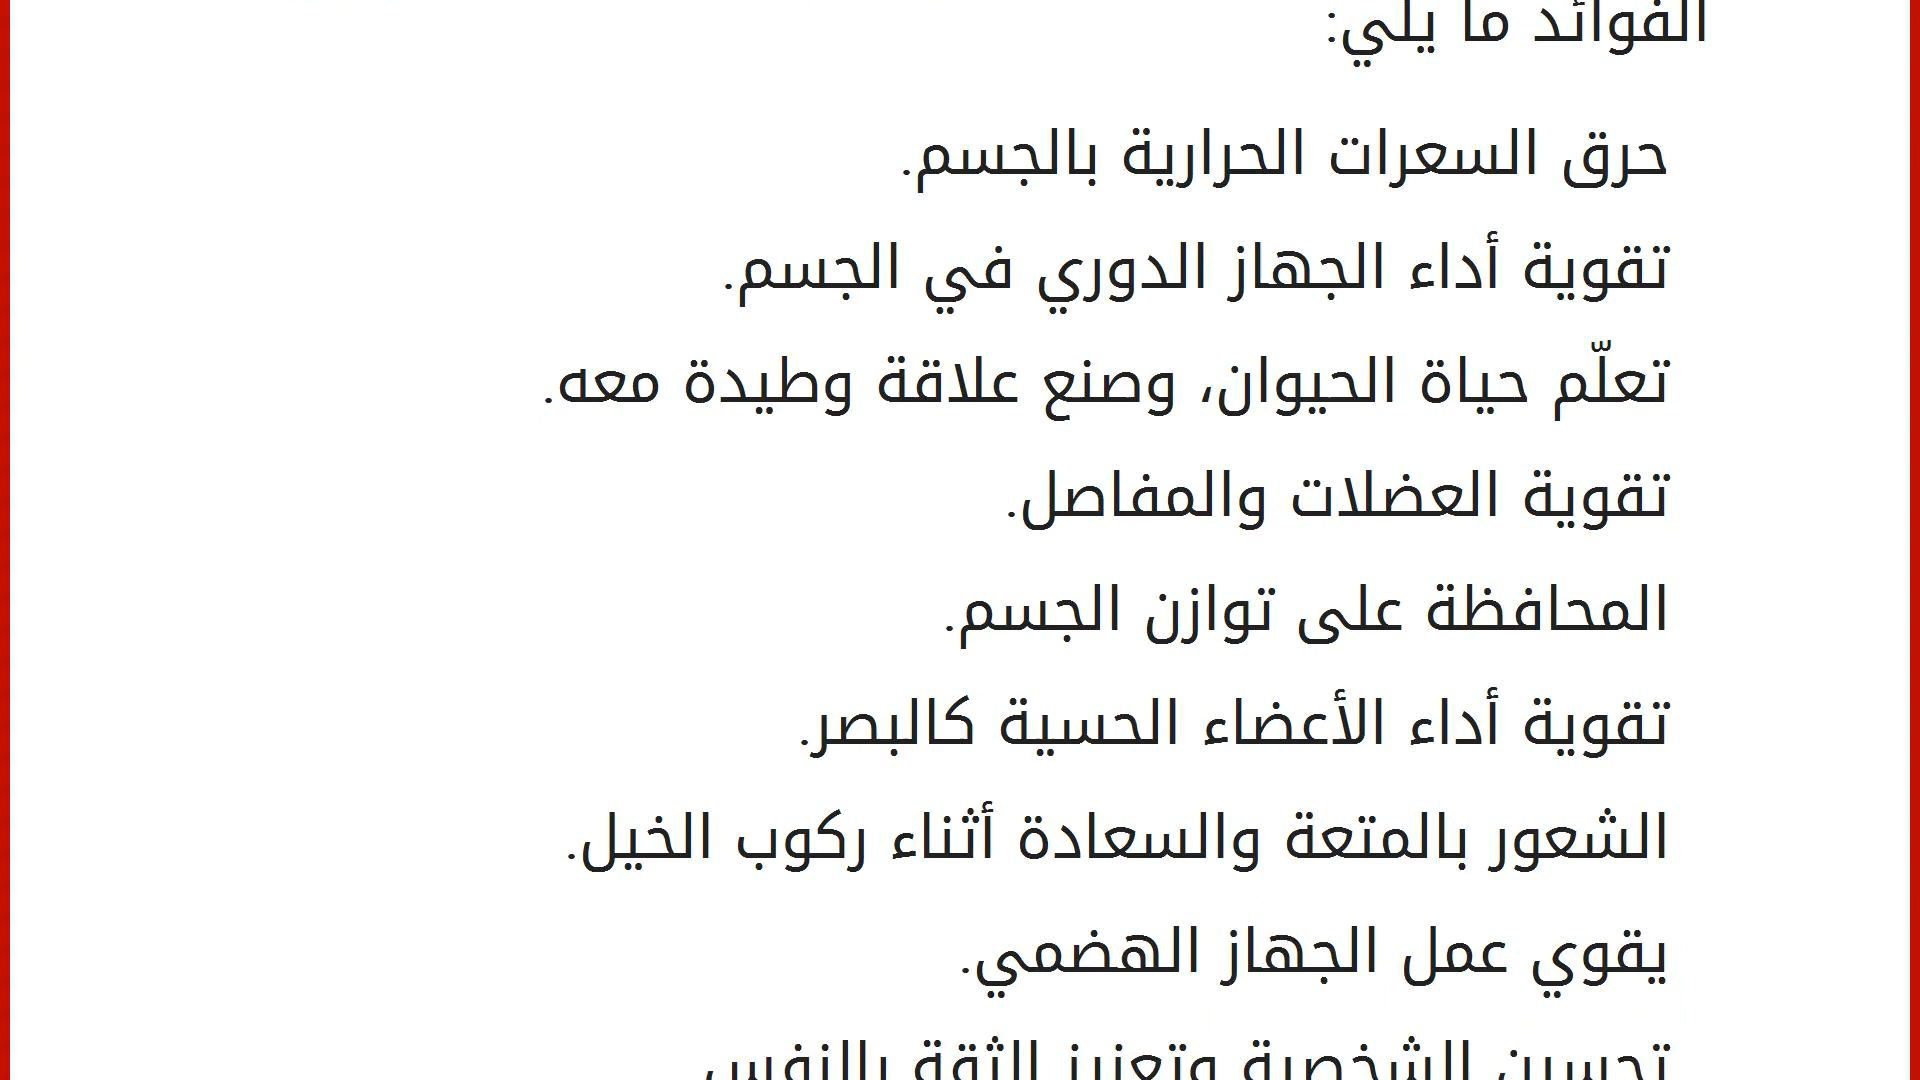 الفوائد ما يلي:
حرق السعرات الحرارية بالجسم.
تقوية أداء الجهاز الدوري في الجسم.
تعلّم حياة الحيوان، وصنع علاقة وطيدة معه.
تقوية العضلات والمفاصل.
المحافظة على توازن الجسم.
تقوية أداء الأعضاء الحسية كالبصر.
الشعور بالمتعة والسعادة أثناء ركوب الخيل.
يقوي عمل الجهاز الهضمي.
تحسين الشخصية وتعزيز الثقة بالنفس